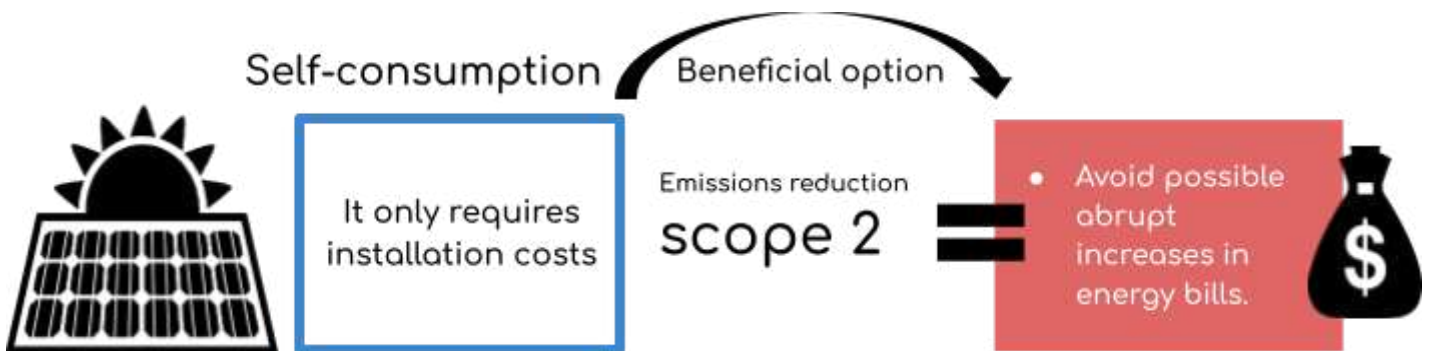 Self-consumption
Beneficial option
It only requires
installation costs
Emissions reduction
scope 2
=
● Avoid possible
abrupt
increases in
energy bills.
$